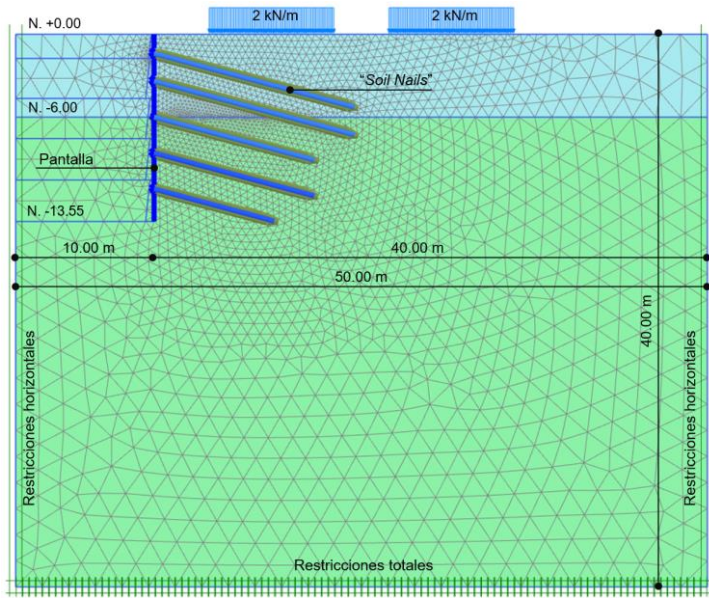 2 kN/m
2 kN/m
N. +0.00
"Soil Nails"
N. -6.00
Pantalla
N. -13.55
10.00 m
40.00 m
50.00 m
40.00 m
Restricciones horizontales
Restricciones horizontales
Restricciones totales